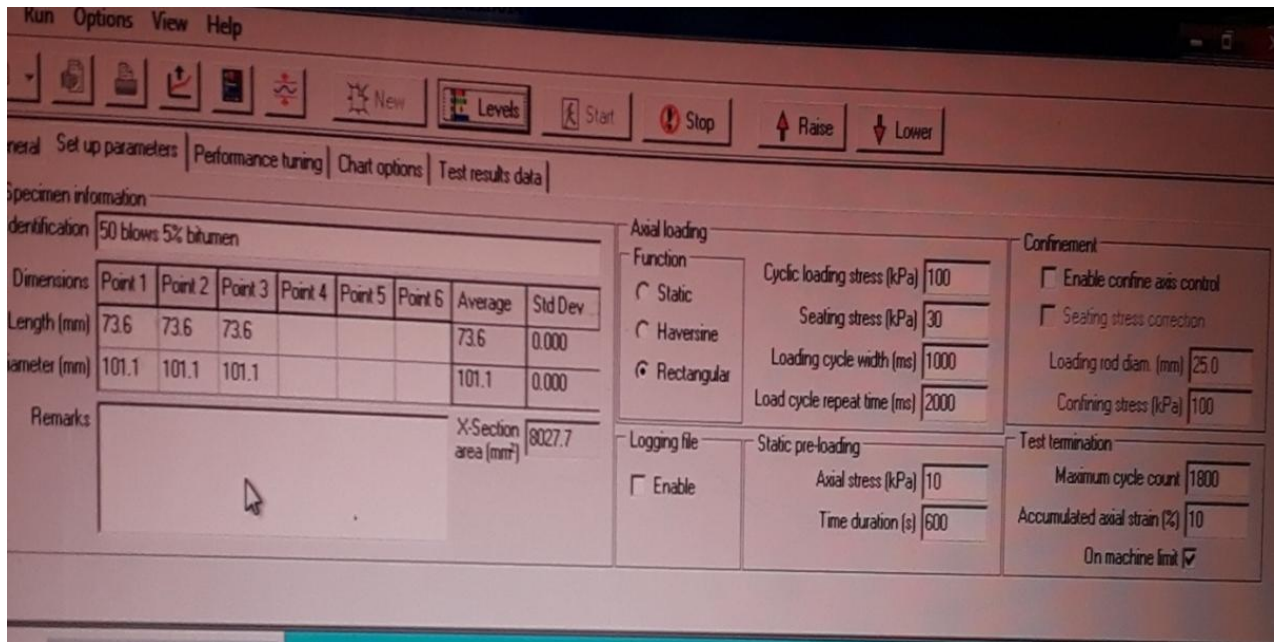 Run Options View Help
New Levels Start Stop Raise Lower
neral Set up parameters Performance tuning Chart options Test results data
Specimen information
dentification 50 blows 5% bitumen
Dimensions Point 1 Point 2 Point 3 Point 4 Point 5 Point 6 Average Std Dev
Length (mm) 73.6 73.6 73.6 73.6 0.000
iameter (mm) 101.1 101.1 101.1 101.1 0.000
Remarks
X-Section area (mm²) 8027.7
Axial loading
Function
Static
Haversine
Rectangular
Cyclic loading stress (kPa) 100
Seating stress (kPa) 30
Loading cycle width (ms) 1000
Load cycle repeat time (ms) 2000
Logging file
Enable
Static pre-loading
Axial stress (kPa) 10
Time duration (s) 600
Confinement
Enable confine axis control
Seating stress correction
Loading rod diam. (mm) 25.0
Confining stress (kPa) 100
Test termination
Maximum cycle count 1800
Accumulated axial strain (%) 10
On machine limit